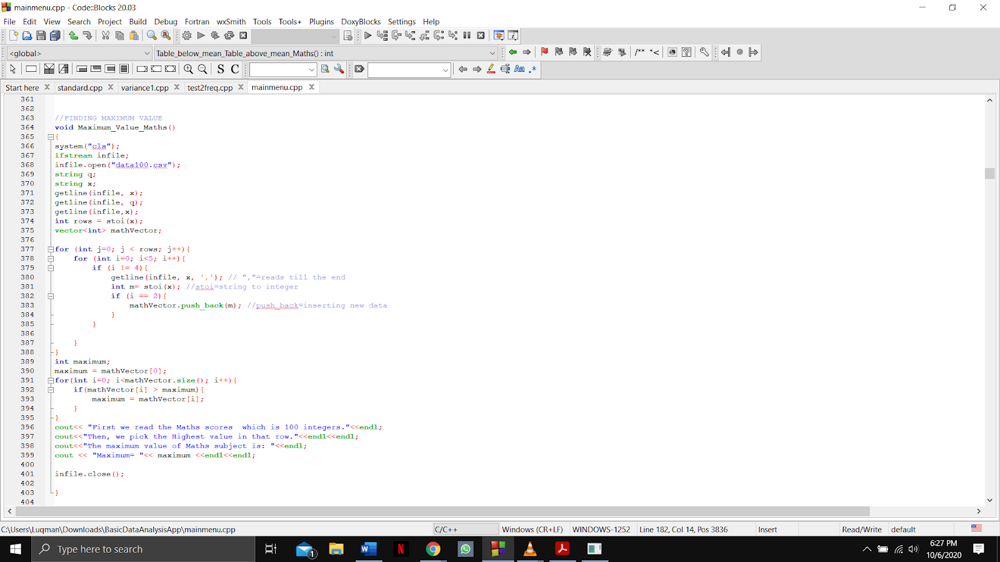 mainmenu.cpp - Code::Blocks 20.03
File Edit View Search Project Build Debug Fortran wxSmith Tools Tools+ Plugins DoxyBlocks Settings Help
<global> Table_below_mean_Table_above_mean_Maths() : int /** *<
S C Aa .*
Start here X standard.cpp X variance1.cpp X test2freq.cpp X mainmenu.cpp X
361
362
363 //FINDING MAXIMUM VALUE
364 void Maximum_Value_Maths()
365 {
366 system("cls");
367 ifstream infile;
368 infile.open("data100.csv");
369 string q;
370 string x;
371 getline(infile, x);
372 getline(infile, q);
373 getline(infile,x);
374 int rows = stoi(x);
375 vector<int> mathVector;
376
377 for (int j=0; j < rows; j++){
378 for (int i=0; i<5; i++){
379 if (i != 4){
380 getline(infile, x, ','); // ","=reads till the end
381 int m= stoi(x); //stoi=string to integer
382 if (i == 2){
383 mathVector.push_back(m); //push_back=inserting new data
384 }
385 }
386
387 }
388 }
389 int maximum;
390 maximum = mathVector[0];
391 for(int i=0; i<mathVector.size(); i++){
392 if(mathVector[i] > maximum){
393 maximum = mathVector[i];
394 }
395 }
396 cout<< "First we read the Maths scores  which is 100 integers."<<endl;
397 cout<<"Then, we pick the Highest value in that row."<<endl<<endl;
398 cout<<"The maximum value of Maths subject is: "<<endl;
399 cout << "Maximum= "<< maximum <<endl<<endl;
400
401 infile.close();
402
403 }
404
C:\Users\Luqman\Downloads\BasicDataAnalysisApp\mainmenu.cpp C/C++ Windows (CR+LF) WINDOWS-1252 Line 182, Col 14, Pos 3836 Insert Read/Write default
Type here to search 1 6:27 PM
10/6/2020